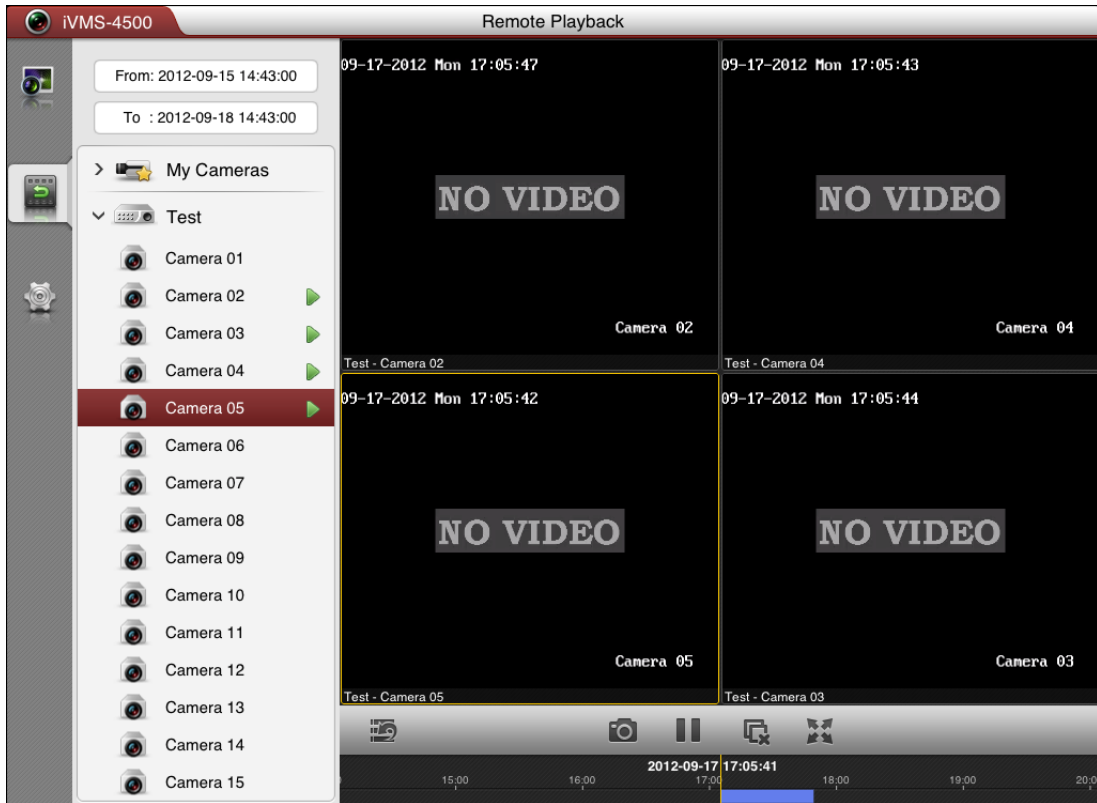 iVMS-4500
Remote Playback
From: 2012-09-15 14:43:00
To : 2012-09-18 14:43:00
My Cameras
Test
Camera 01
Camera 02
Camera 03
Camera 04
Camera 05
Camera 06
Camera 07
Camera 08
Camera 09
Camera 10
Camera 11
Camera 12
Camera 13
Camera 14
Camera 15
09-17-2012 Mon 17:05:47
NO VIDEO
Camera 02
Test - Camera 02
09-17-2012 Mon 17:05:43
NO VIDEO
Camera 04
Test - Camera 04
09-17-2012 Mon 17:05:42
NO VIDEO
Camera 05
Test - Camera 05
09-17-2012 Mon 17:05:44
NO VIDEO
Camera 03
Test - Camera 03
2012-09-17 17:05:41
15:00 16:00 17:00 18:00 19:00 20:0